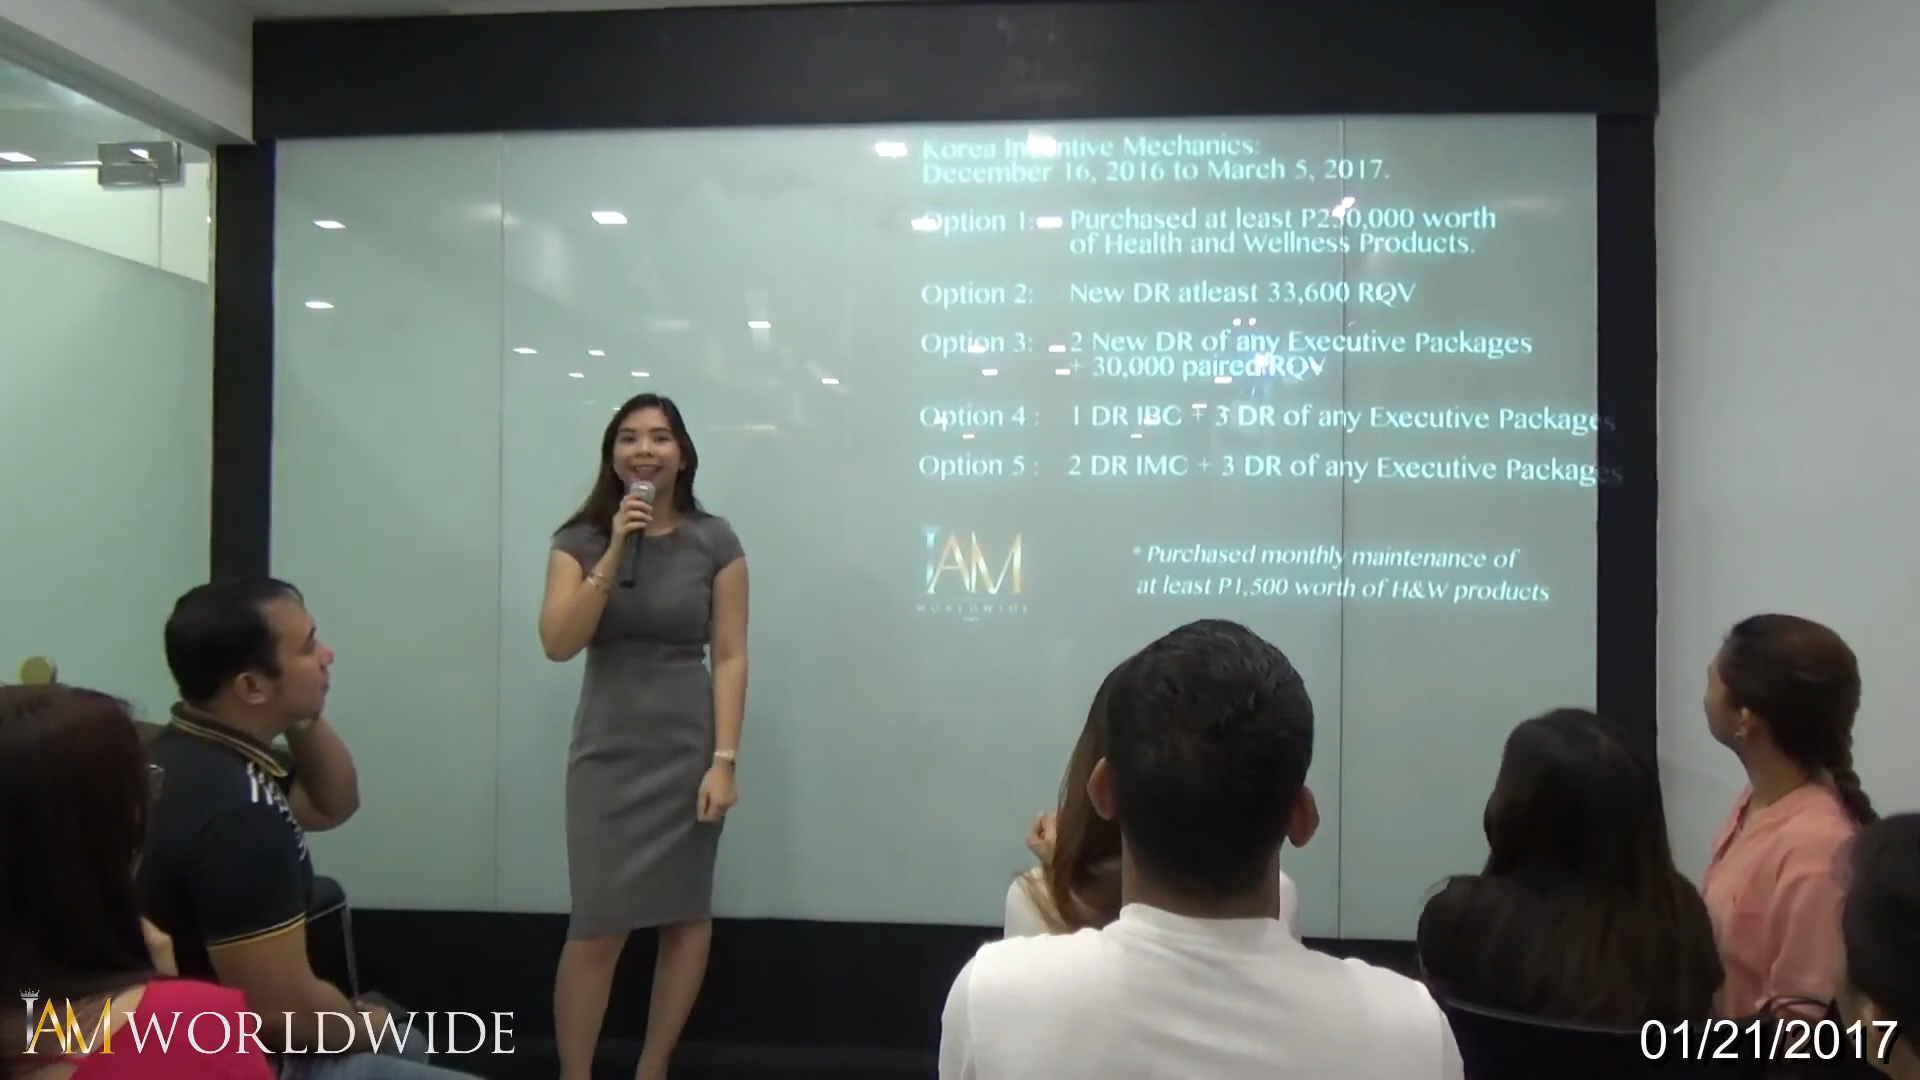 Korea Incentive Mechanics:
December 16, 2016 to March 5, 2017.
Option 1: Purchased at least P250,000 worth
of Health and Wellness Products.
Option 2: New DR atleast 33,600 RQV
Option 3: 2 New DR of any Executive Packages
+ 30,000 paired RQV
Option 4 : 1 DR IBC + 3 DR of any Executive Packages
Option 5 : 2 DR IMC + 3 DR of any Executive Packages
* Purchased monthly maintenance of
at least P1,500 worth of H&W products
IAM
WORLDWIDE
IAM WORLDWIDE
01/21/2017